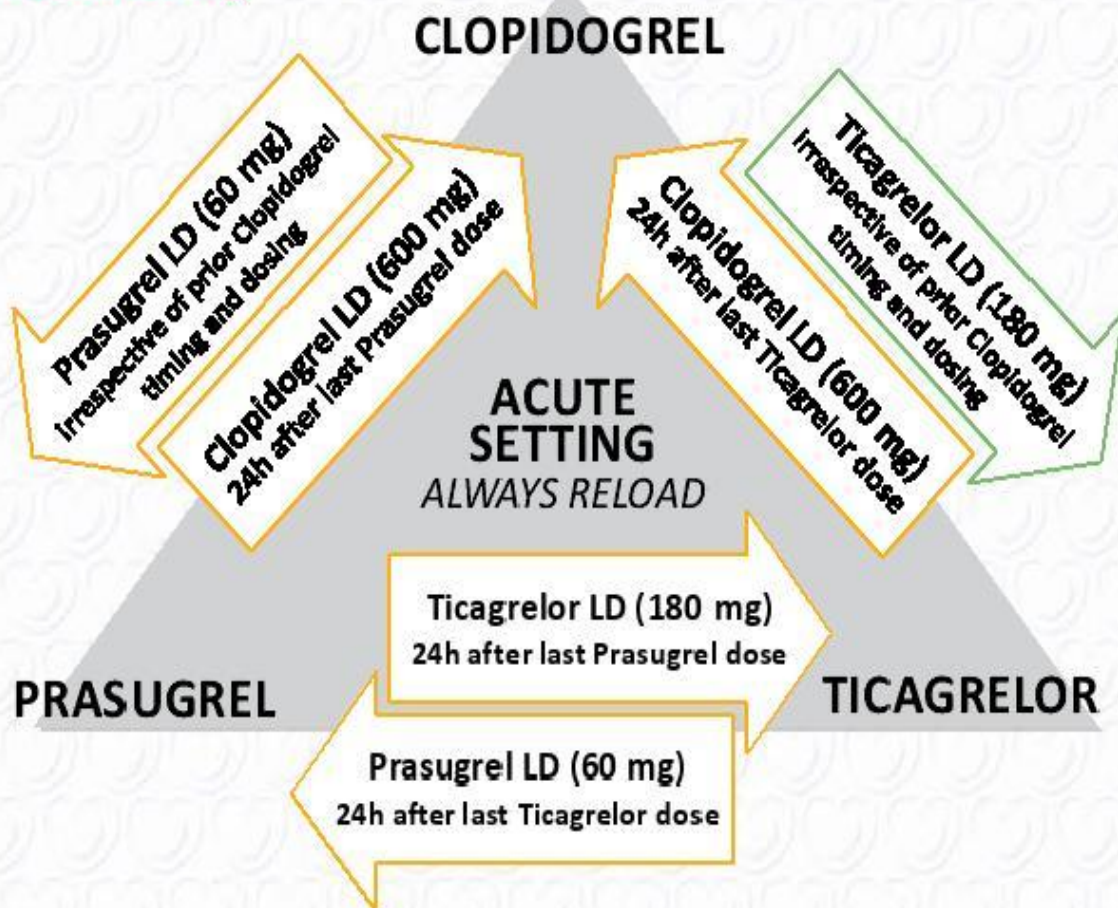 CLOPIDOGREL
Prasugrel LD (60 mg)
irrespective of prior Clopidogrel
timing and dosing
Clopidogrel LD (600 mg)
24h after last Prasugrel dose
Ticagrelor LD (180 mg)
irrespective of prior Clopidogrel
timing and dosing
Clopidogrel LD (600 mg)
24h after last Ticagrelor dose
ACUTE
SETTING
ALWAYS RELOAD
Ticagrelor LD (180 mg)
24h after last Prasugrel dose
PRASUGREL
TICAGRELOR
Prasugrel LD (60 mg)
24h after last Ticagrelor dose